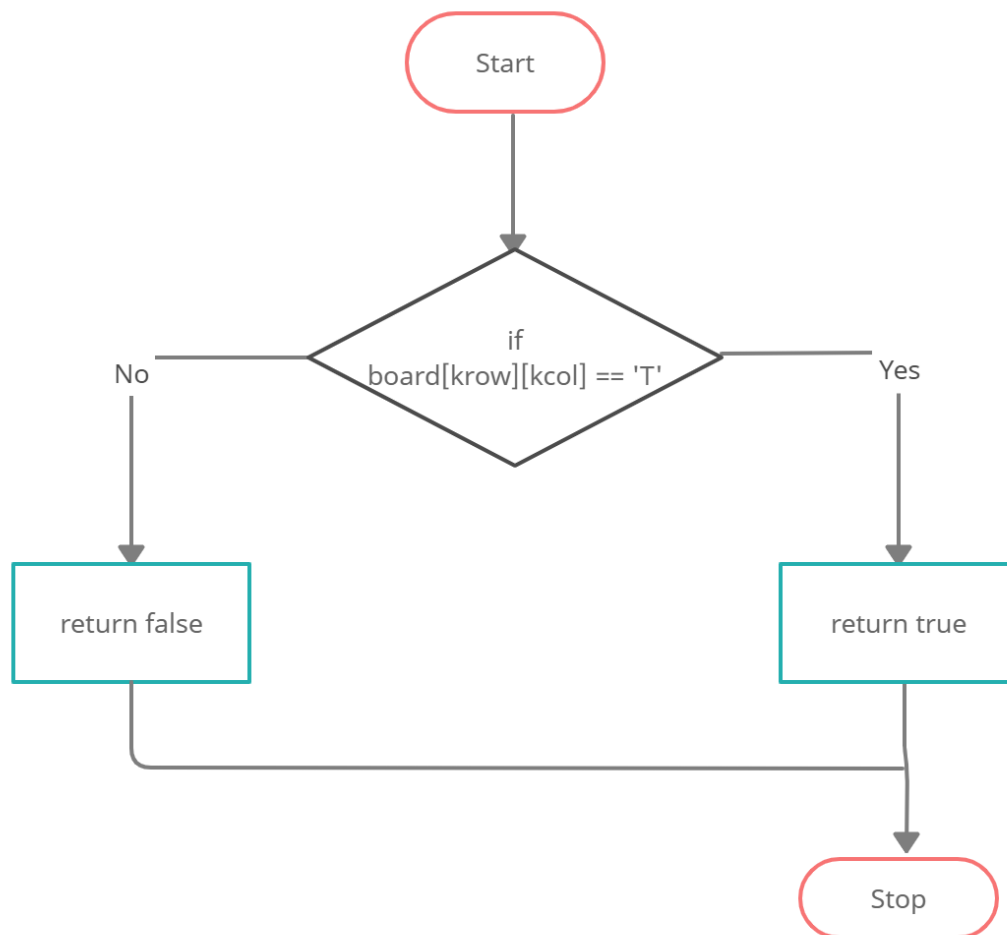 Start
if
board[krow][kcol] == 'T'
No
Yes
return false
return true
Stop